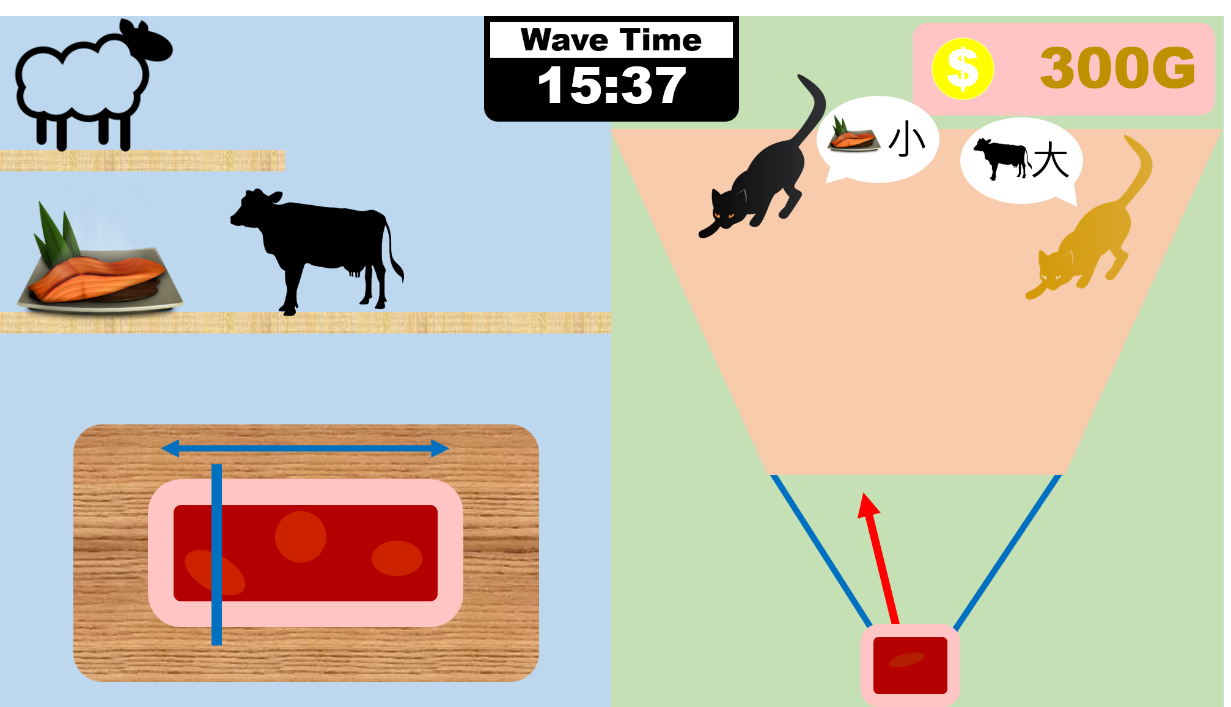 Wave Time
15:37
$ 300G
小
大